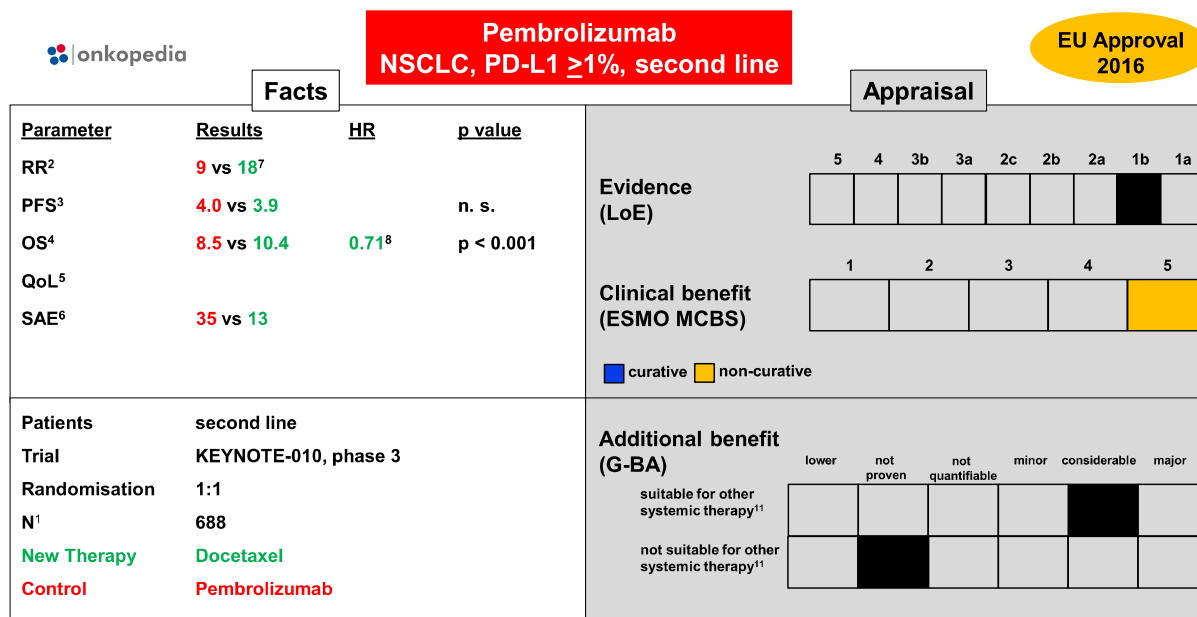 onkopedia
Pembrolizumab
NSCLC, PD-L1 ≥1%, second line
EU Approval
2016
Facts
Parameter Results HR p value
RR² 9 vs 18⁷
PFS³ 4.0 vs 3.9 n. s.
OS⁴ 8.5 vs 10.4 0.71⁸ p < 0.001
QoL⁵
SAE⁶ 35 vs 13
Patients second line
Trial KEYNOTE-010, phase 3
Randomisation 1:1
N¹ 688
New Therapy Docetaxel
Control Pembrolizumab
Appraisal
5 4 3b 3a 2c 2b 2a 1b 1a
Evidence
(LoE)
1 2 3 4 5
Clinical benefit
(ESMO MCBS)
curative non-curative
Additional benefit
(G-BA)
lower not proven not quantifiable minor considerable major
suitable for other
systemic therapy¹¹
not suitable for other
systemic therapy¹¹